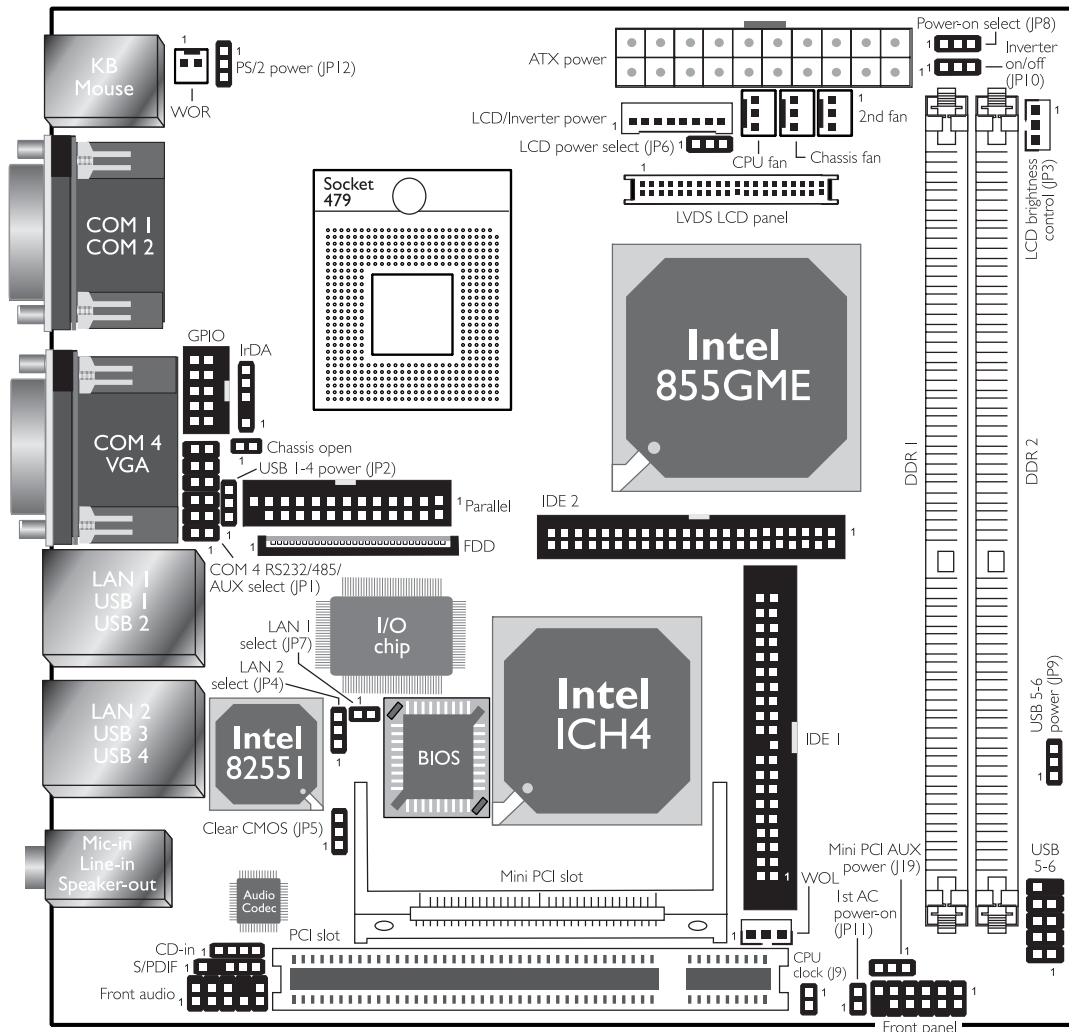 KB
Mouse
1
WOR
1
PS/2 power (JP12)
ATX power
Power-on select (JP8)
1
Inverter
on/off
(JP10)
1
1
LCD brightness
control (JP3)
LCD/Inverter power
1
LCD power select (JP6)
1
CPU fan
Chassis fan
1
2nd fan
1
LVDS LCD panel
Socket
479
COM 1
COM 2
Intel
855GME
DDR 1
DDR 2
GPIO
IrDA
1
1
Chassis open
1
COM 4
VGA
USB 1-4 power (JP2)
1
1
Parallel
1
FDD
1
COM 4 RS232/485/
AUX select (JP1)
IDE 2
1
LAN 1
USB 1
USB 2
I/O
chip
LAN 1
select (JP7)
LAN 2
select (JP4)
1
1
LAN 2
USB 3
USB 4
Intel
82551
BIOS
Intel
ICH4
IDE 1
1
USB 5-6
power (JP9)
1
Clear CMOS (JP5)
1
Mic-in
Line-in
Speaker-out
Audio
Codec
Mini PCI slot
WOL
1
Mini PCI AUX
power (J19)
1
1st AC
power-on
(JP11)
1
USB
5-6
1
CD-in
1
S/PDIF
1
Front audio
1
PCI slot
CPU
clock (J9)
1
1
Front panel